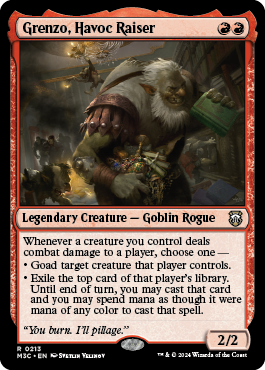 Grenzo, Havoc Raiser
Legendary Creature — Goblin Rogue
Whenever a creature you control deals
combat damage to a player, choose one —
• Goad target creature that player controls.
• Exile the top card of that player's library.
Until end of turn, you may cast that card
and you may spend mana as though it were
mana of any color to cast that spell.
“You burn. I'll pillage.”
2/2
R 0213
M3C • EN Svetlin Velinov
™ & © 2024 Wizards of the Coast